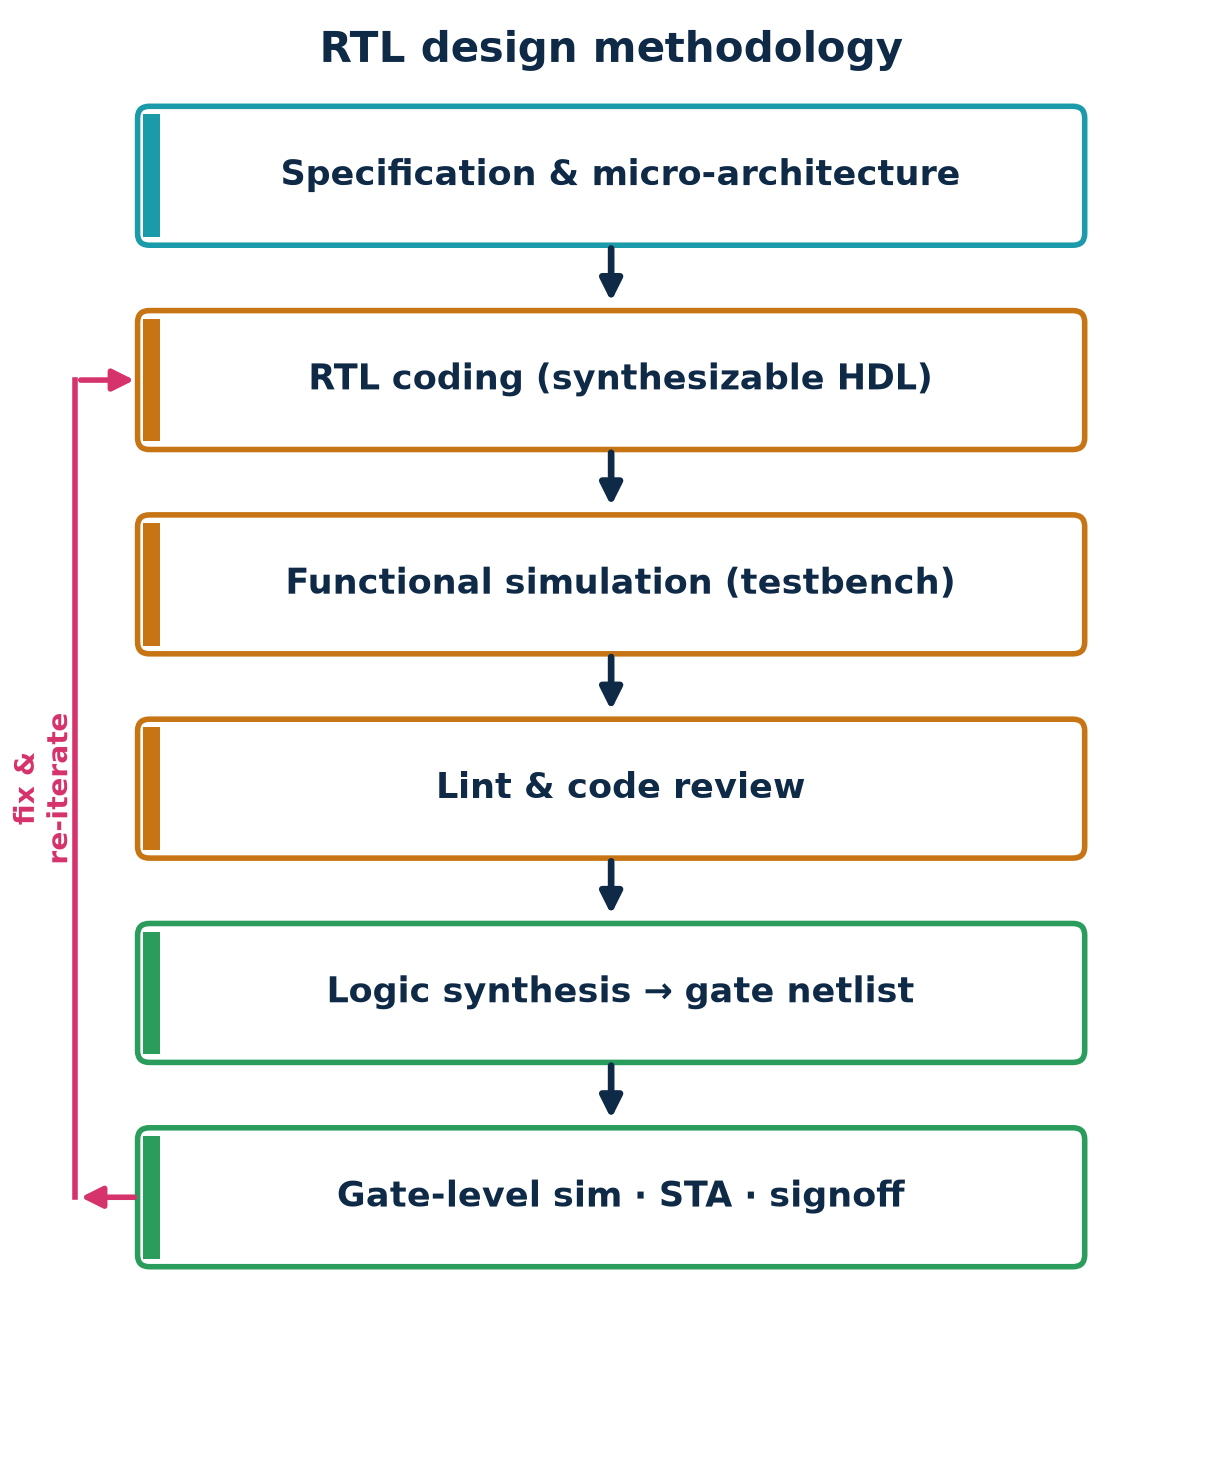 RTL design methodology
Specification & micro-architecture
RTL coding (synthesizable HDL)
Functional simulation (testbench)
fix &
re-iterate
Lint & code review
Logic synthesis → gate netlist
Gate-level sim · STA · signoff